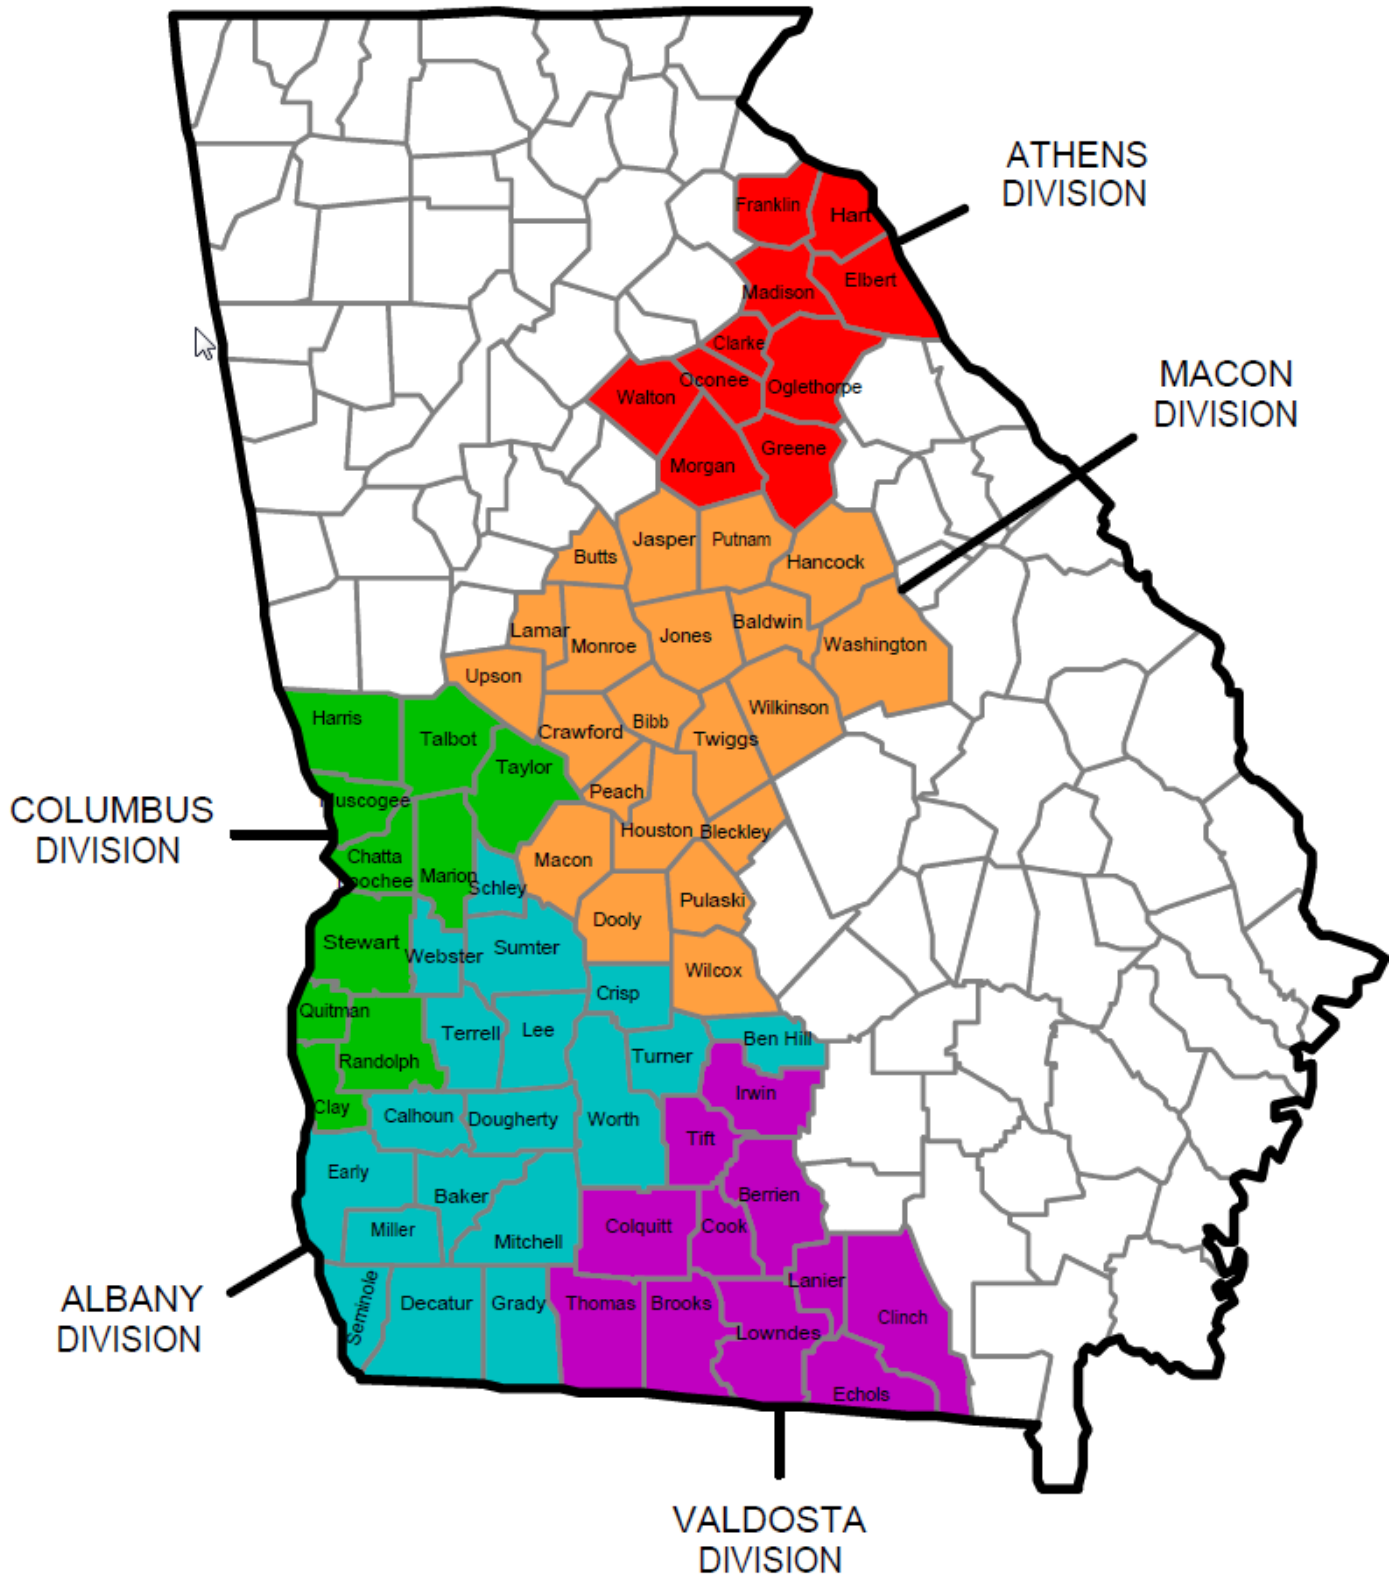 ATHENS
DIVISION
Franklin
Hart
Elbert
Madison
Clarke
Oconee
Oglethorpe
Walton
Greene
Morgan
MACON
DIVISION
Jasper
Putnam
Butts
Hancock
Lamar
Monroe
Jones
Baldwin
Washington
Upson
Crawford
Bibb
Twiggs
Wilkinson
Peach
Houston
Bleckley
Macon
Dooly
Pulaski
Wilcox
COLUMBUS
DIVISION
Harris
Talbot
Taylor
uscogee
Chatta
oochee
Marion
Stewart
Quitman
Randolph
Clay
Schley
Webster
Sumter
Crisp
Terrell
Lee
Turner
Ben Hill
Calhoun
Dougherty
Worth
Early
Baker
Miller
Mitchell
Seminole
Decatur
Grady
ALBANY
DIVISION
Irwin
Tift
Berrien
Colquitt
Cook
Lanier
Thomas
Brooks
Lowndes
Clinch
Echols
VALDOSTA
DIVISION